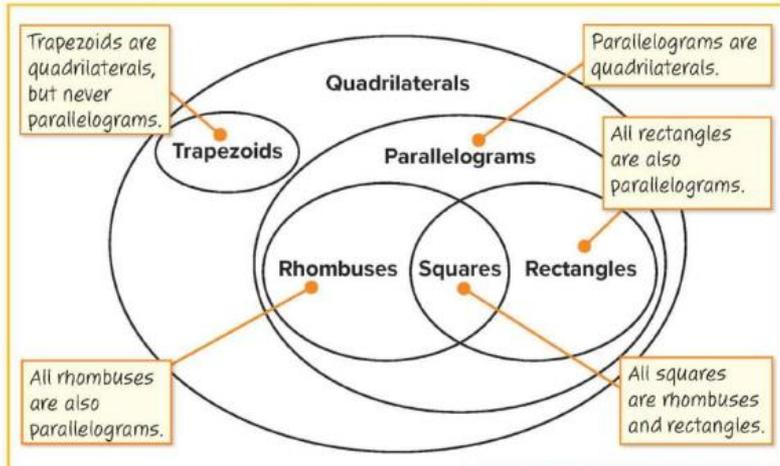 Trapezoids are
quadrilaterals,
but never
parallelograms.
Quadrilaterals
Parallelograms are
quadrilaterals.
Trapezoids
Parallelograms
All rectangles
are also
parallelograms.
Rhombuses
Squares
Rectangles
All rhombuses
are also
parallelograms.
All squares
are rhombuses
and rectangles.